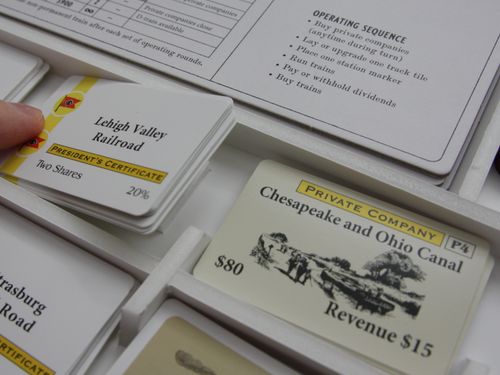 Private companies close
D-train available
non-permanent train after each set of operating rounds.
OPERATING SEQUENCE
• Buy private companies
(anytime during turn)
• Lay or upgrade one track tile
• Place one station marker
• Run trains
• Pay or withhold dividends
• Buy trains
Lehigh Valley
Railroad
PRESIDENT'S CERTIFICATE
Two Shares
20%
PRIVATE COMPANY
P4
Chesapeake and Ohio Canal
$80
Revenue $15
Road
CERTIFICATE